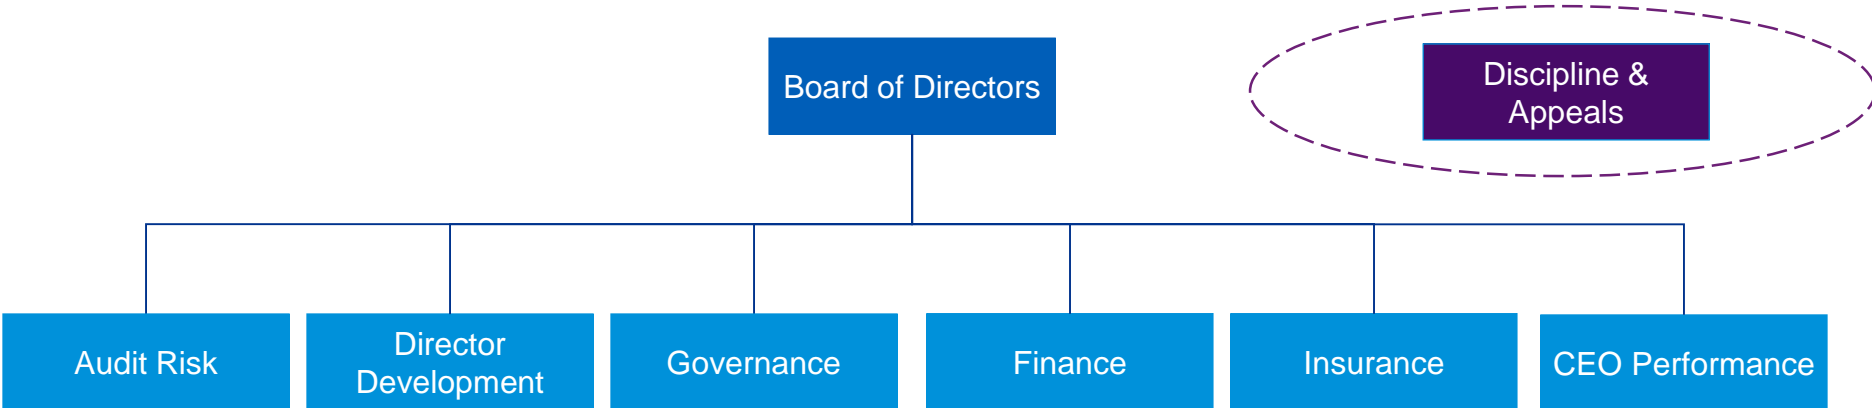 Board of Directors
Discipline &
Appeals
Audit Risk
Director
Development
Governance
Finance
Insurance
CEO Performance